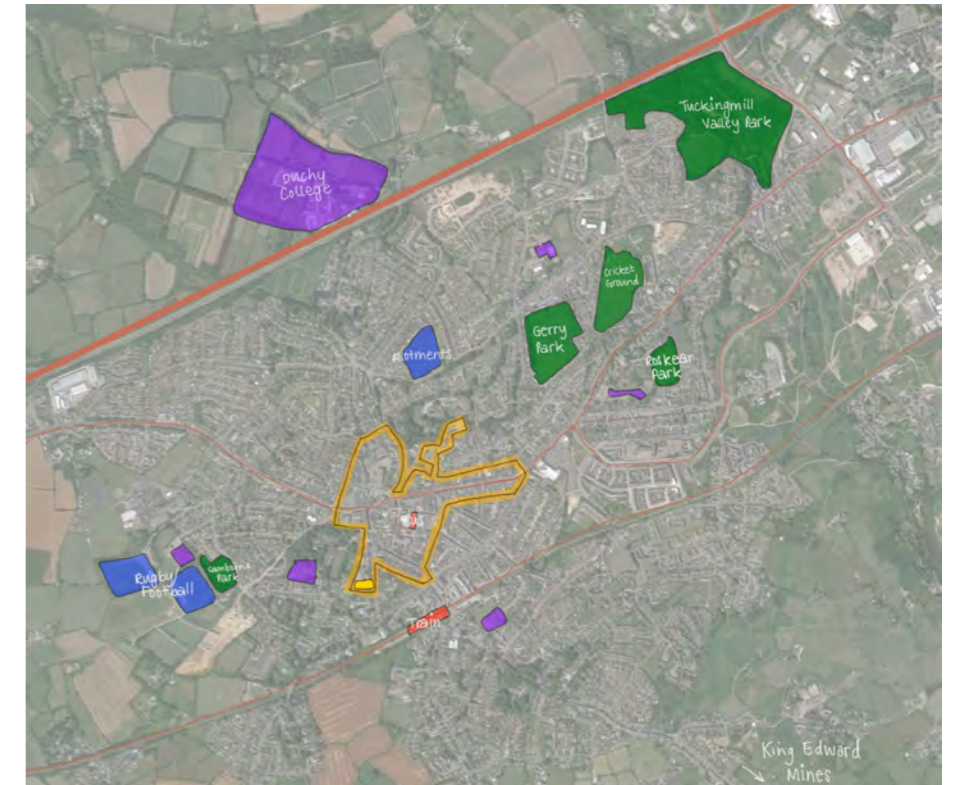 Tuckingmill
Valley Park
Duchy
College
Cricket
Ground
Gerry
Park
Allotments
Roskear
Park
Bus
Rugby
Football
Camborne
Park
Train
King Edward
Mines